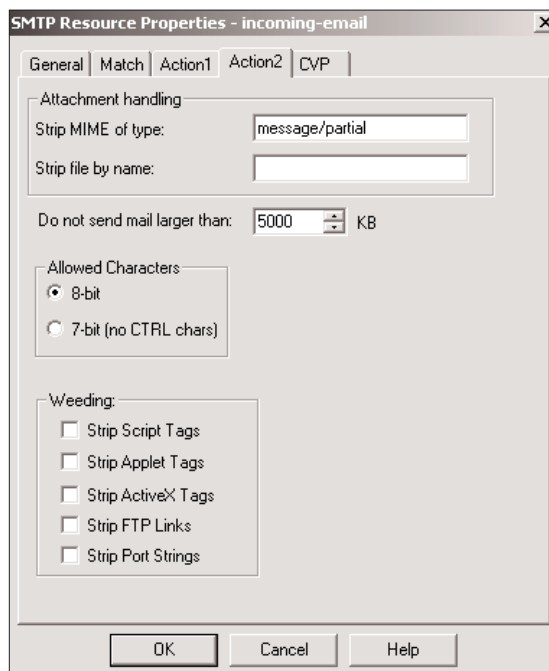 SMTP Resource Properties - incoming-email
General Match Action1 Action2 CVP
Attachment handling
Strip MIME of type: message/partial
Strip file by name:
Do not send mail larger than: 5000 KB
Allowed Characters
8-bit
7-bit (no CTRL chars)
Weeding:
Strip Script Tags
Strip Applet Tags
Strip ActiveX Tags
Strip FTP Links
Strip Port Strings
OK Cancel Help